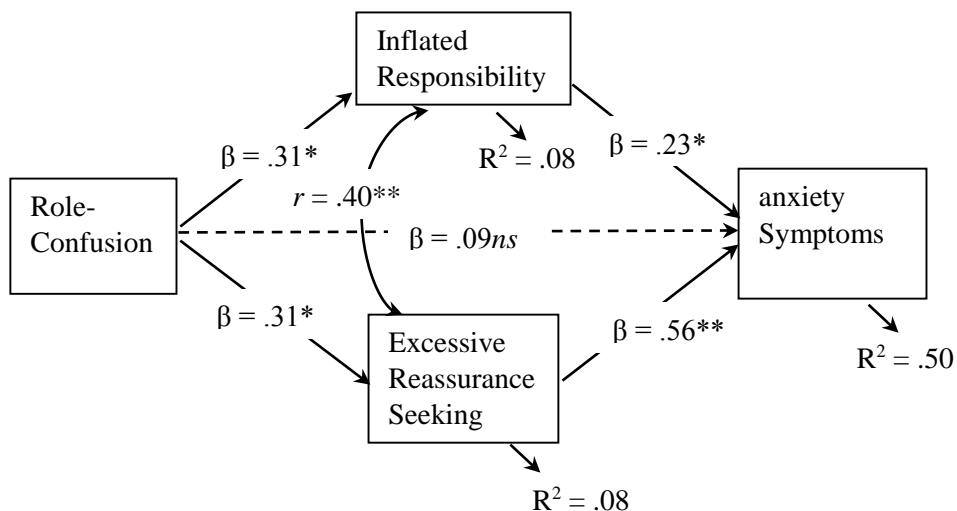 Inflated
Responsibility
β = .31*
R² = .08
β = .23*
r = .40**
Role-
Confusion
β = .09ns
anxiety
Symptoms
β = .31*
Excessive
Reassurance
Seeking
β = .56**
R² = .50
R² = .08